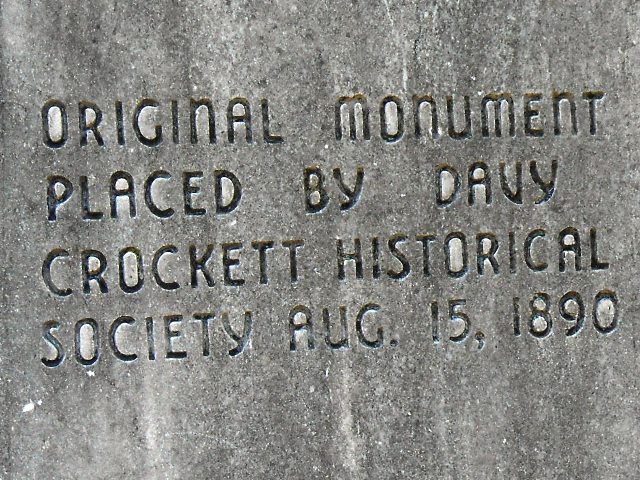 ORIGINAL MONUMENT
PLACED BY DAVY
CROCKETT HISTORICAL
SOCIETY AUG. 15, 1890